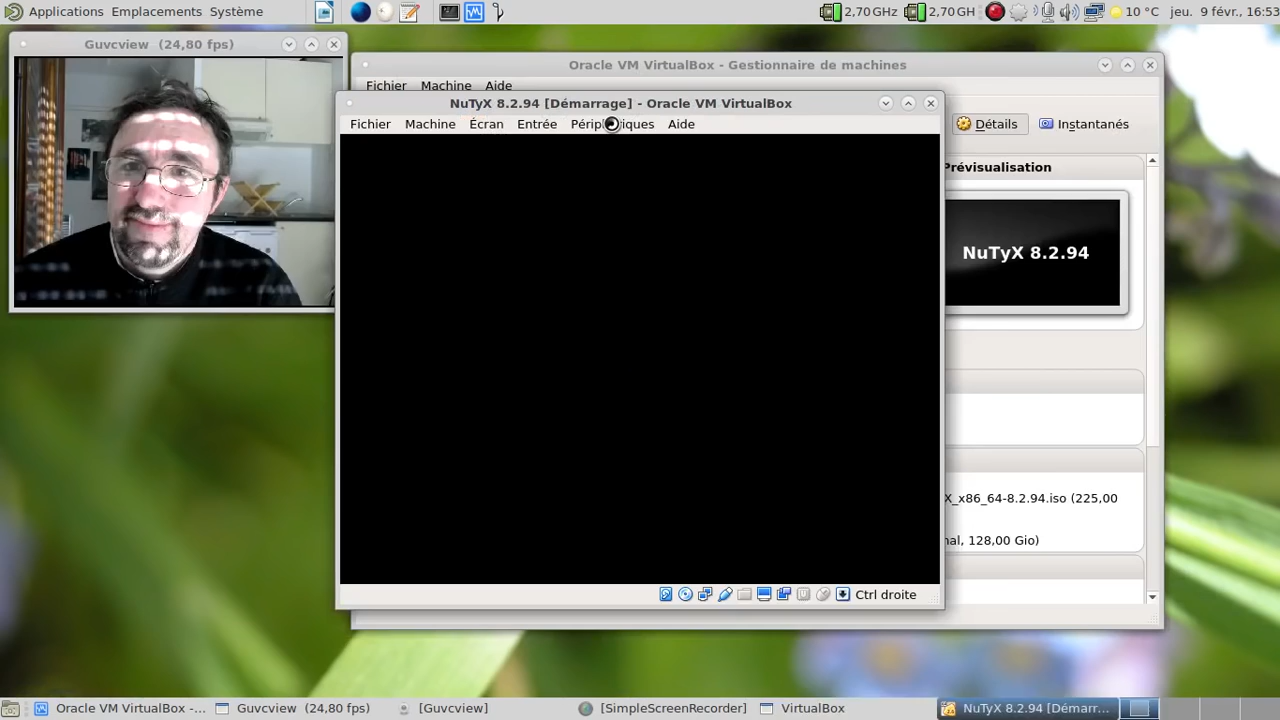 Applications Emplacements Système 2,70 GHz 2,70 GH 10 °C jeu. 9 févr., 16:53
Guvcview (24,80 fps)
Oracle VM VirtualBox - Gestionnaire de machines
Fichier Machine Aide
NuTyX 8.2.94 [Démarrage] - Oracle VM VirtualBox
Fichier Machine Écran Entrée Aide
Détails Instantanés
Prévisualisation
NuTyX 8.2.94
X_x86_64-8.2.94.iso (225,00
nal, 128,00 Gio)
Ctrl droite
Oracle VM VirtualBox -... Guvcview (24,80 fps) [Guvcview] [SimpleScreenRecorder] VirtualBox NuTyX 8.2.94 [Démarr...